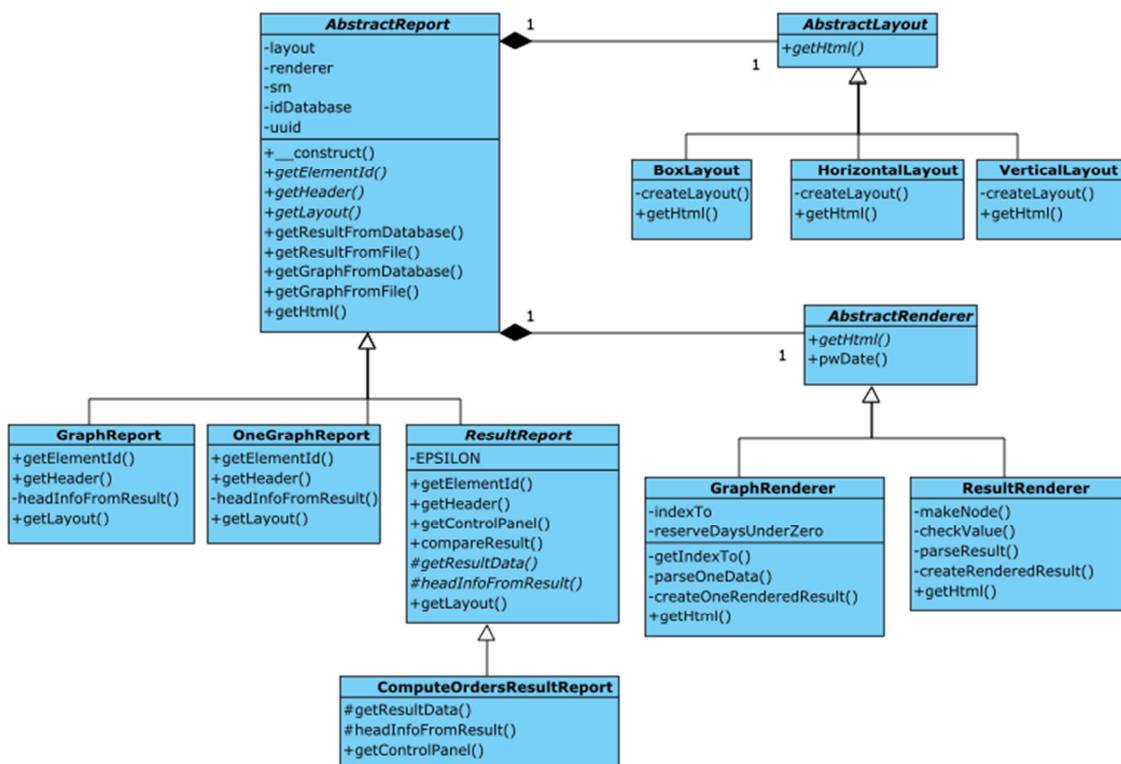 AbstractReport
-layout
-renderer
-sm
-idDatabase
-uuid
+__construct()
+getElementId()
+getHeader()
+getLayout()
+getResultFromDatabase()
+getResultFromFile()
+getGraphFromDatabase()
+getGraphFromFile()
+getHtml()
1
1
AbstractLayout
+getHtml()
BoxLayout
-createLayout()
+getHtml()
HorizontalLayout
-createLayout()
+getHtml()
VerticalLayout
-createLayout()
+getHtml()
1
1
AbstractRenderer
+getHtml()
+pwDate()
GraphReport
+getElementId()
+getHeader()
-headInfoFromResult()
+getLayout()
OneGraphReport
+getElementId()
+getHeader()
-headInfoFromResult()
+getLayout()
ResultReport
-EPSILON
+getElementId()
+getHeader()
+getControlPanel()
+compareResult()
#getResultData()
#headInfoFromResult()
+getLayout()
GraphRenderer
-indexTo
-reserveDaysUnderZero
-getIndexTo()
-parseOneData()
-createOneRenderedResult()
+getHtml()
ResultRenderer
-makeNode()
-checkValue()
-parseResult()
-createRenderedResult()
+getHtml()
ComputeOrdersResultReport
#getResultData()
#headInfoFromResult()
+getControlPanel()